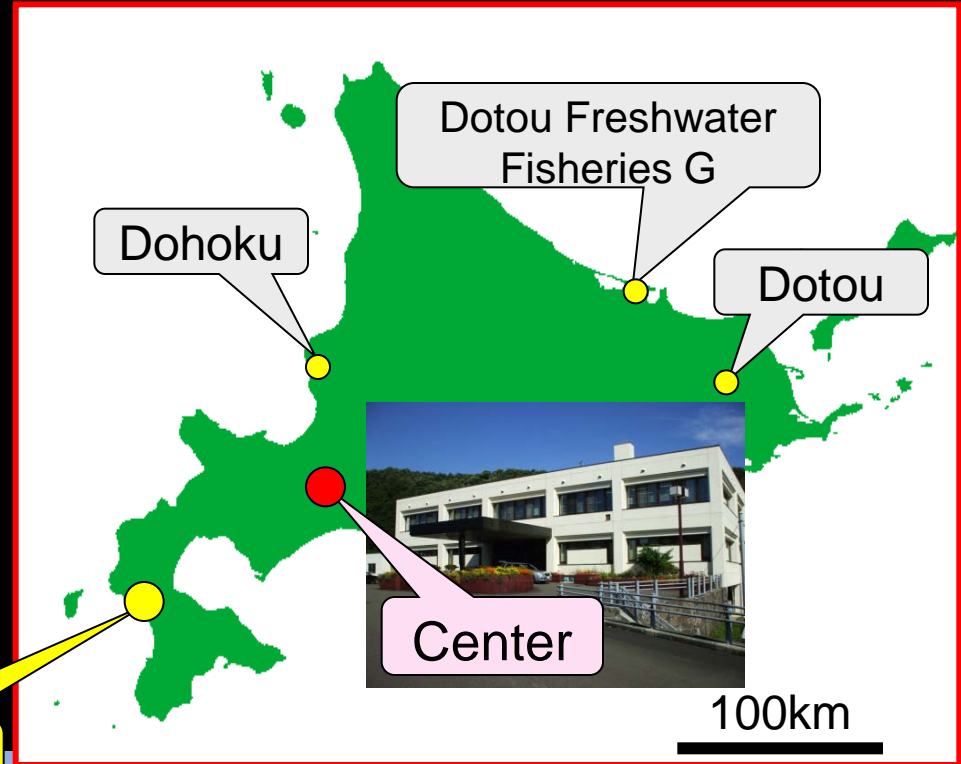 Dotou Freshwater
Fisheries G
Dohoku
Dotou
Center
100km